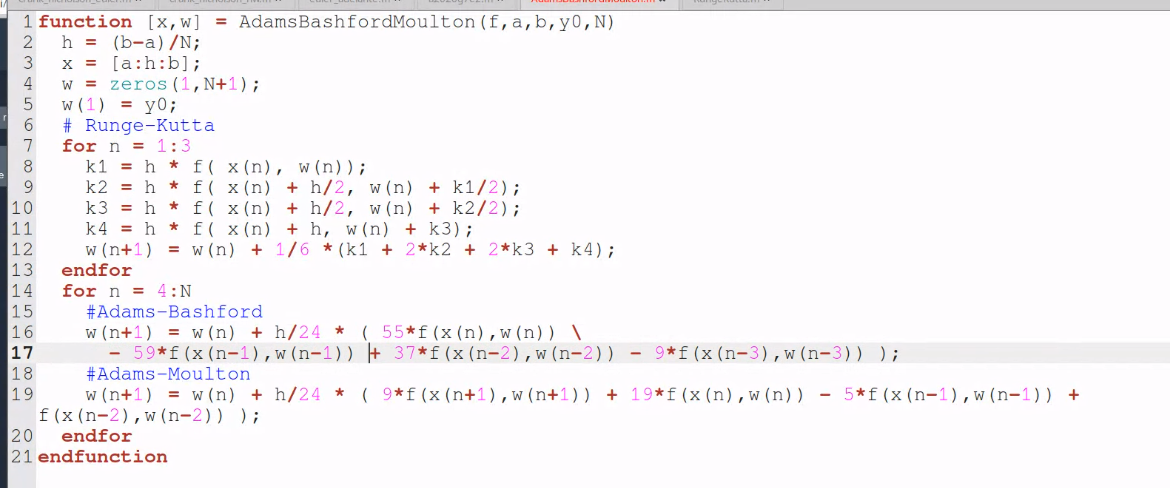 1 function [x,w] = AdamsBashfordMoulton(f,a,b,y0,N)
2 h = (b-a)/N;
3 x = [a:h:b];
4 w = zeros(1,N+1);
5 w(1) = y0;
6 # Runge-Kutta
7 for n = 1:3
8 k1 = h * f( x(n), w(n));
9 k2 = h * f( x(n) + h/2, w(n) + k1/2);
10 k3 = h * f( x(n) + h/2, w(n) + k2/2);
11 k4 = h * f( x(n) + h, w(n) + k3);
12 w(n+1) = w(n) + 1/6 *(k1 + 2*k2 + 2*k3 + k4);
13 endfor
14 for n = 4:N
15 #Adams-Bashford
16 w(n+1) = w(n) + h/24 * ( 55*f(x(n),w(n)) \
17 - 59*f(x(n-1),w(n-1)) + 37*f(x(n-2),w(n-2)) - 9*f(x(n-3),w(n-3)) );
18 #Adams-Moulton
19 w(n+1) = w(n) + h/24 * ( 9*f(x(n+1),w(n+1)) + 19*f(x(n),w(n)) - 5*f(x(n-1),w(n-1)) +
f(x(n-2),w(n-2)) );
20 endfor
21 endfunction